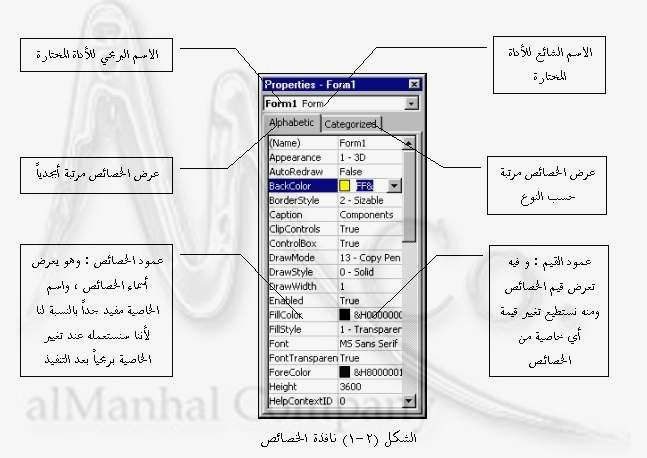 الاسم البرمجي للأداة المختارة
الاسم الشائع للأداة
المختارة
Properties - Form1
Form1 Form
Alphabetic Categorized
عرض الخصائص مرتبة أبجدياً
عرض الخصائص مرتبة
حسب النوع
(Name) Form1
Appearance 1 - 3D
AutoRedraw False
BackColor FF&
BorderStyle 2 - Sizable
Caption Components
ClipControls True
ControlBox True
DrawMode 13 - Copy Pen
DrawStyle 0 - Solid
DrawWidth 1
Enabled True
FillColor &H0000000
FillStyle 1 - Transparen
Font MS Sans Serif
FontTransparen True
ForeColor &H8000001
Height 3600
HelpContextID 0
عمود الخصائص : وهو يعرض
أسماء الخصائص ، واسم
الخاصية مفيد جداً بالنسبة لنا
لأننا سنستعمله عند تغيير
الخاصية برمجياً بعد التنفيذ
عمود القيم : و فيه
تعرض قيم الخصائص
ومنه نستطيع تغيير قيمة
أي خاصية من
الخصائص
alManhal Company
الشكل (٢-١) نافذة الخصائص